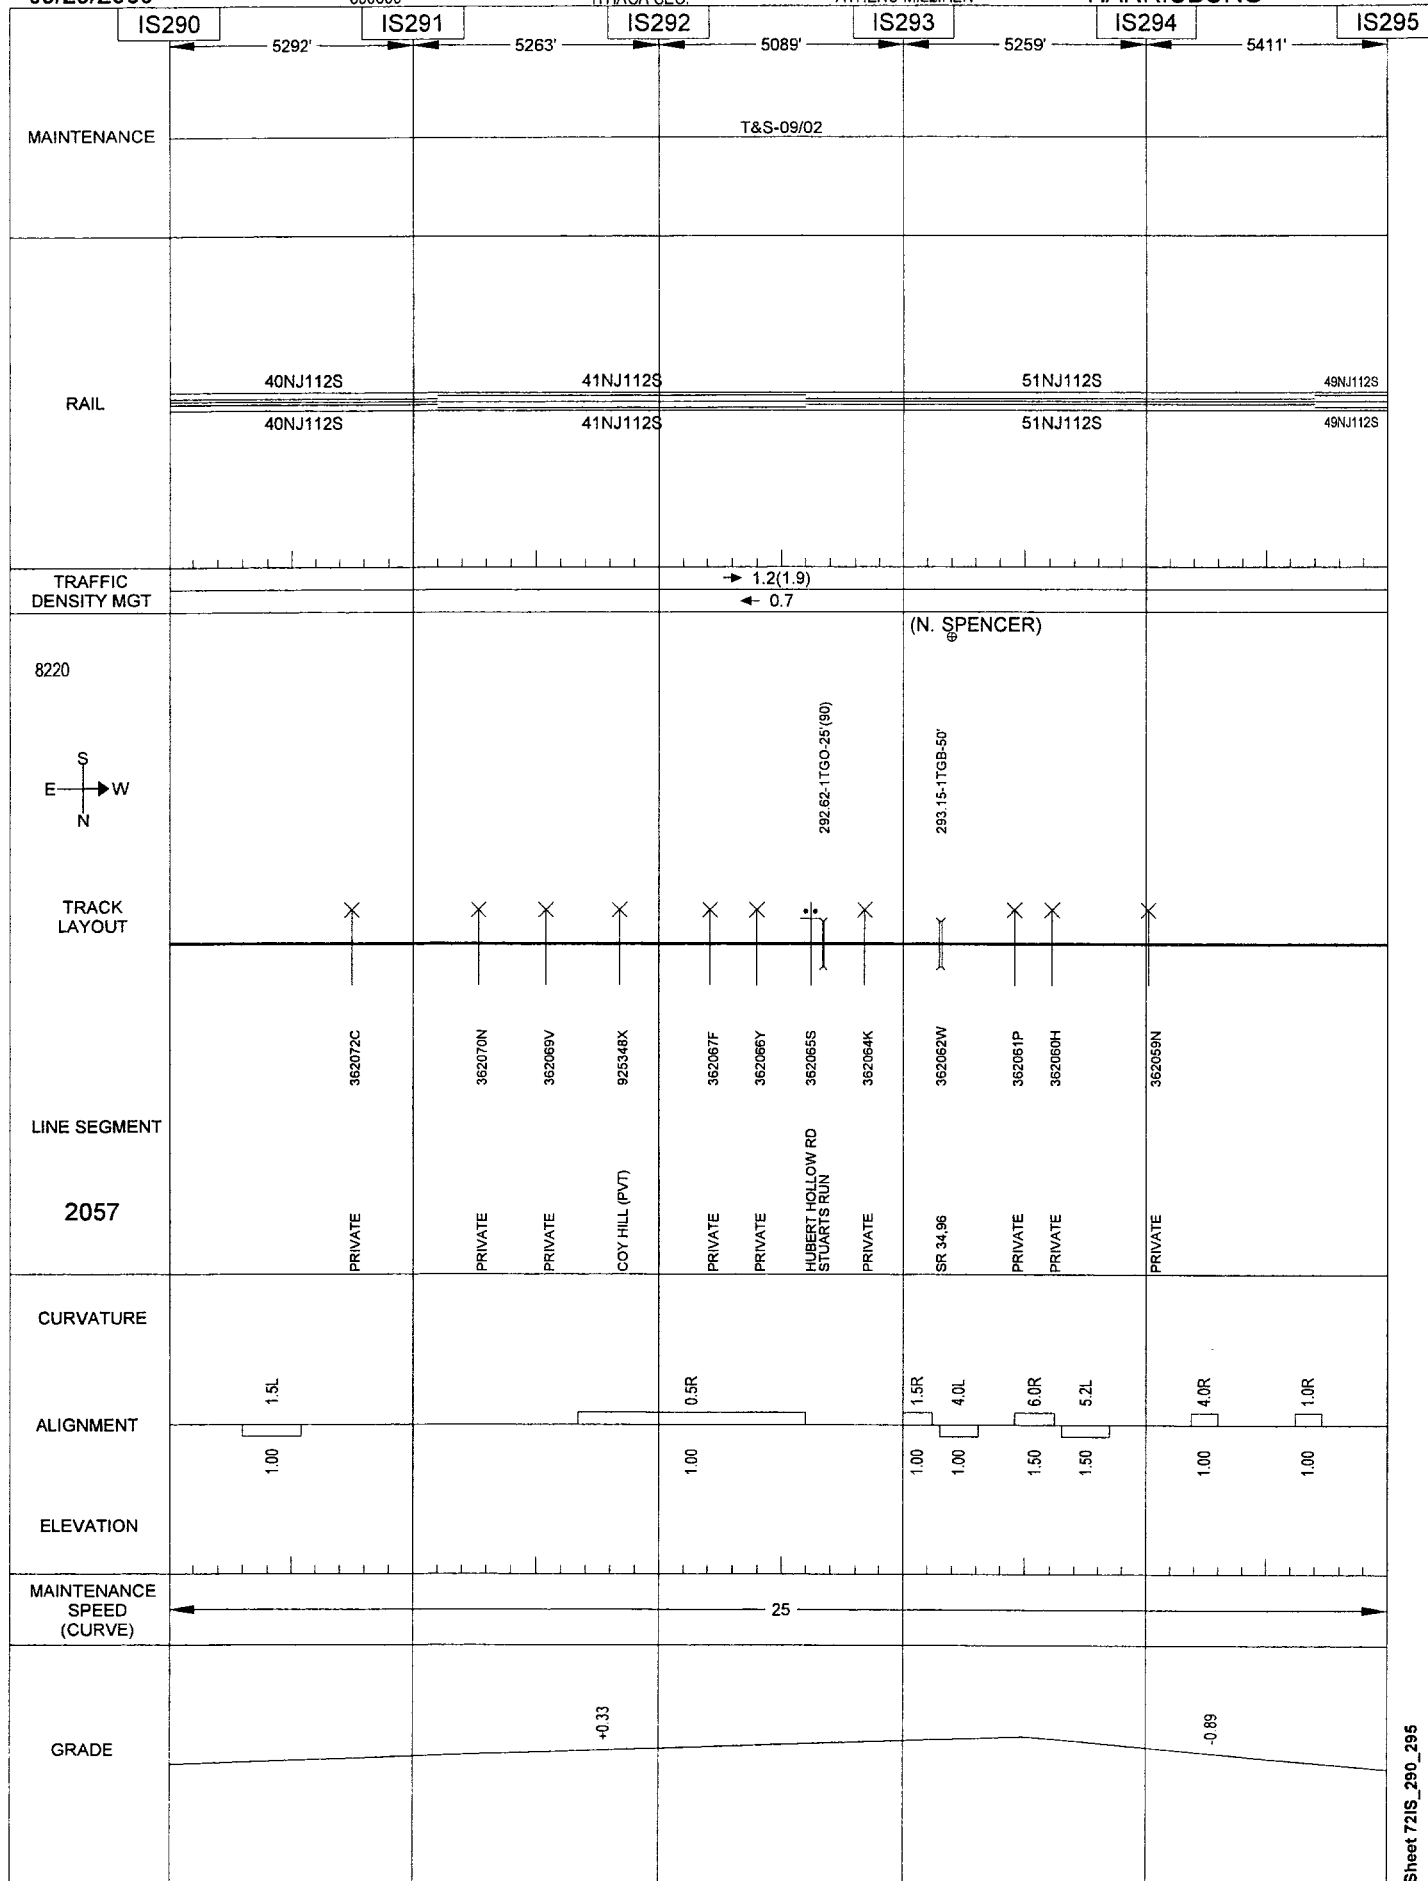 IS290 IS291 IS292 IS293 IS294 IS295
5292' 5263' 5089' 5259' 5411'
MAINTENANCE
T&S-09/02
RAIL
40NJ112S 41NJ112S 51NJ112S 49NJ112S
40NJ112S 41NJ112S 51NJ112S 49NJ112S
TRAFFIC
DENSITY MGT
→ 1.2(1.9)
← 0.7
(N. SPENCER)
8220
S
E W
N
292.62-1TGO-25'(90)
293.15-1TGB-50'
TRACK
LAYOUT
362072C
362070N
362069V
925348X
362067F
362066Y
362065S
362064K
362062W
362061P
362060H
362059N
LINE SEGMENT
2057
PRIVATE
PRIVATE
PRIVATE
COY HILL (PVT)
PRIVATE
PRIVATE
HUBERT HOLLOW RD
STUARTS RUN
PRIVATE
SR 34,96
PRIVATE
PRIVATE
PRIVATE
CURVATURE
1.5L 0.5R 1.5R 4.0L 6.0R 5.2L 4.0R 1.0R
ALIGNMENT
1.00 1.00 1.00 1.00 1.50 1.50 1.00 1.00
ELEVATION
MAINTENANCE
SPEED
(CURVE)
25
GRADE
+0.33
-0.89
Sheet 72IS_290_295